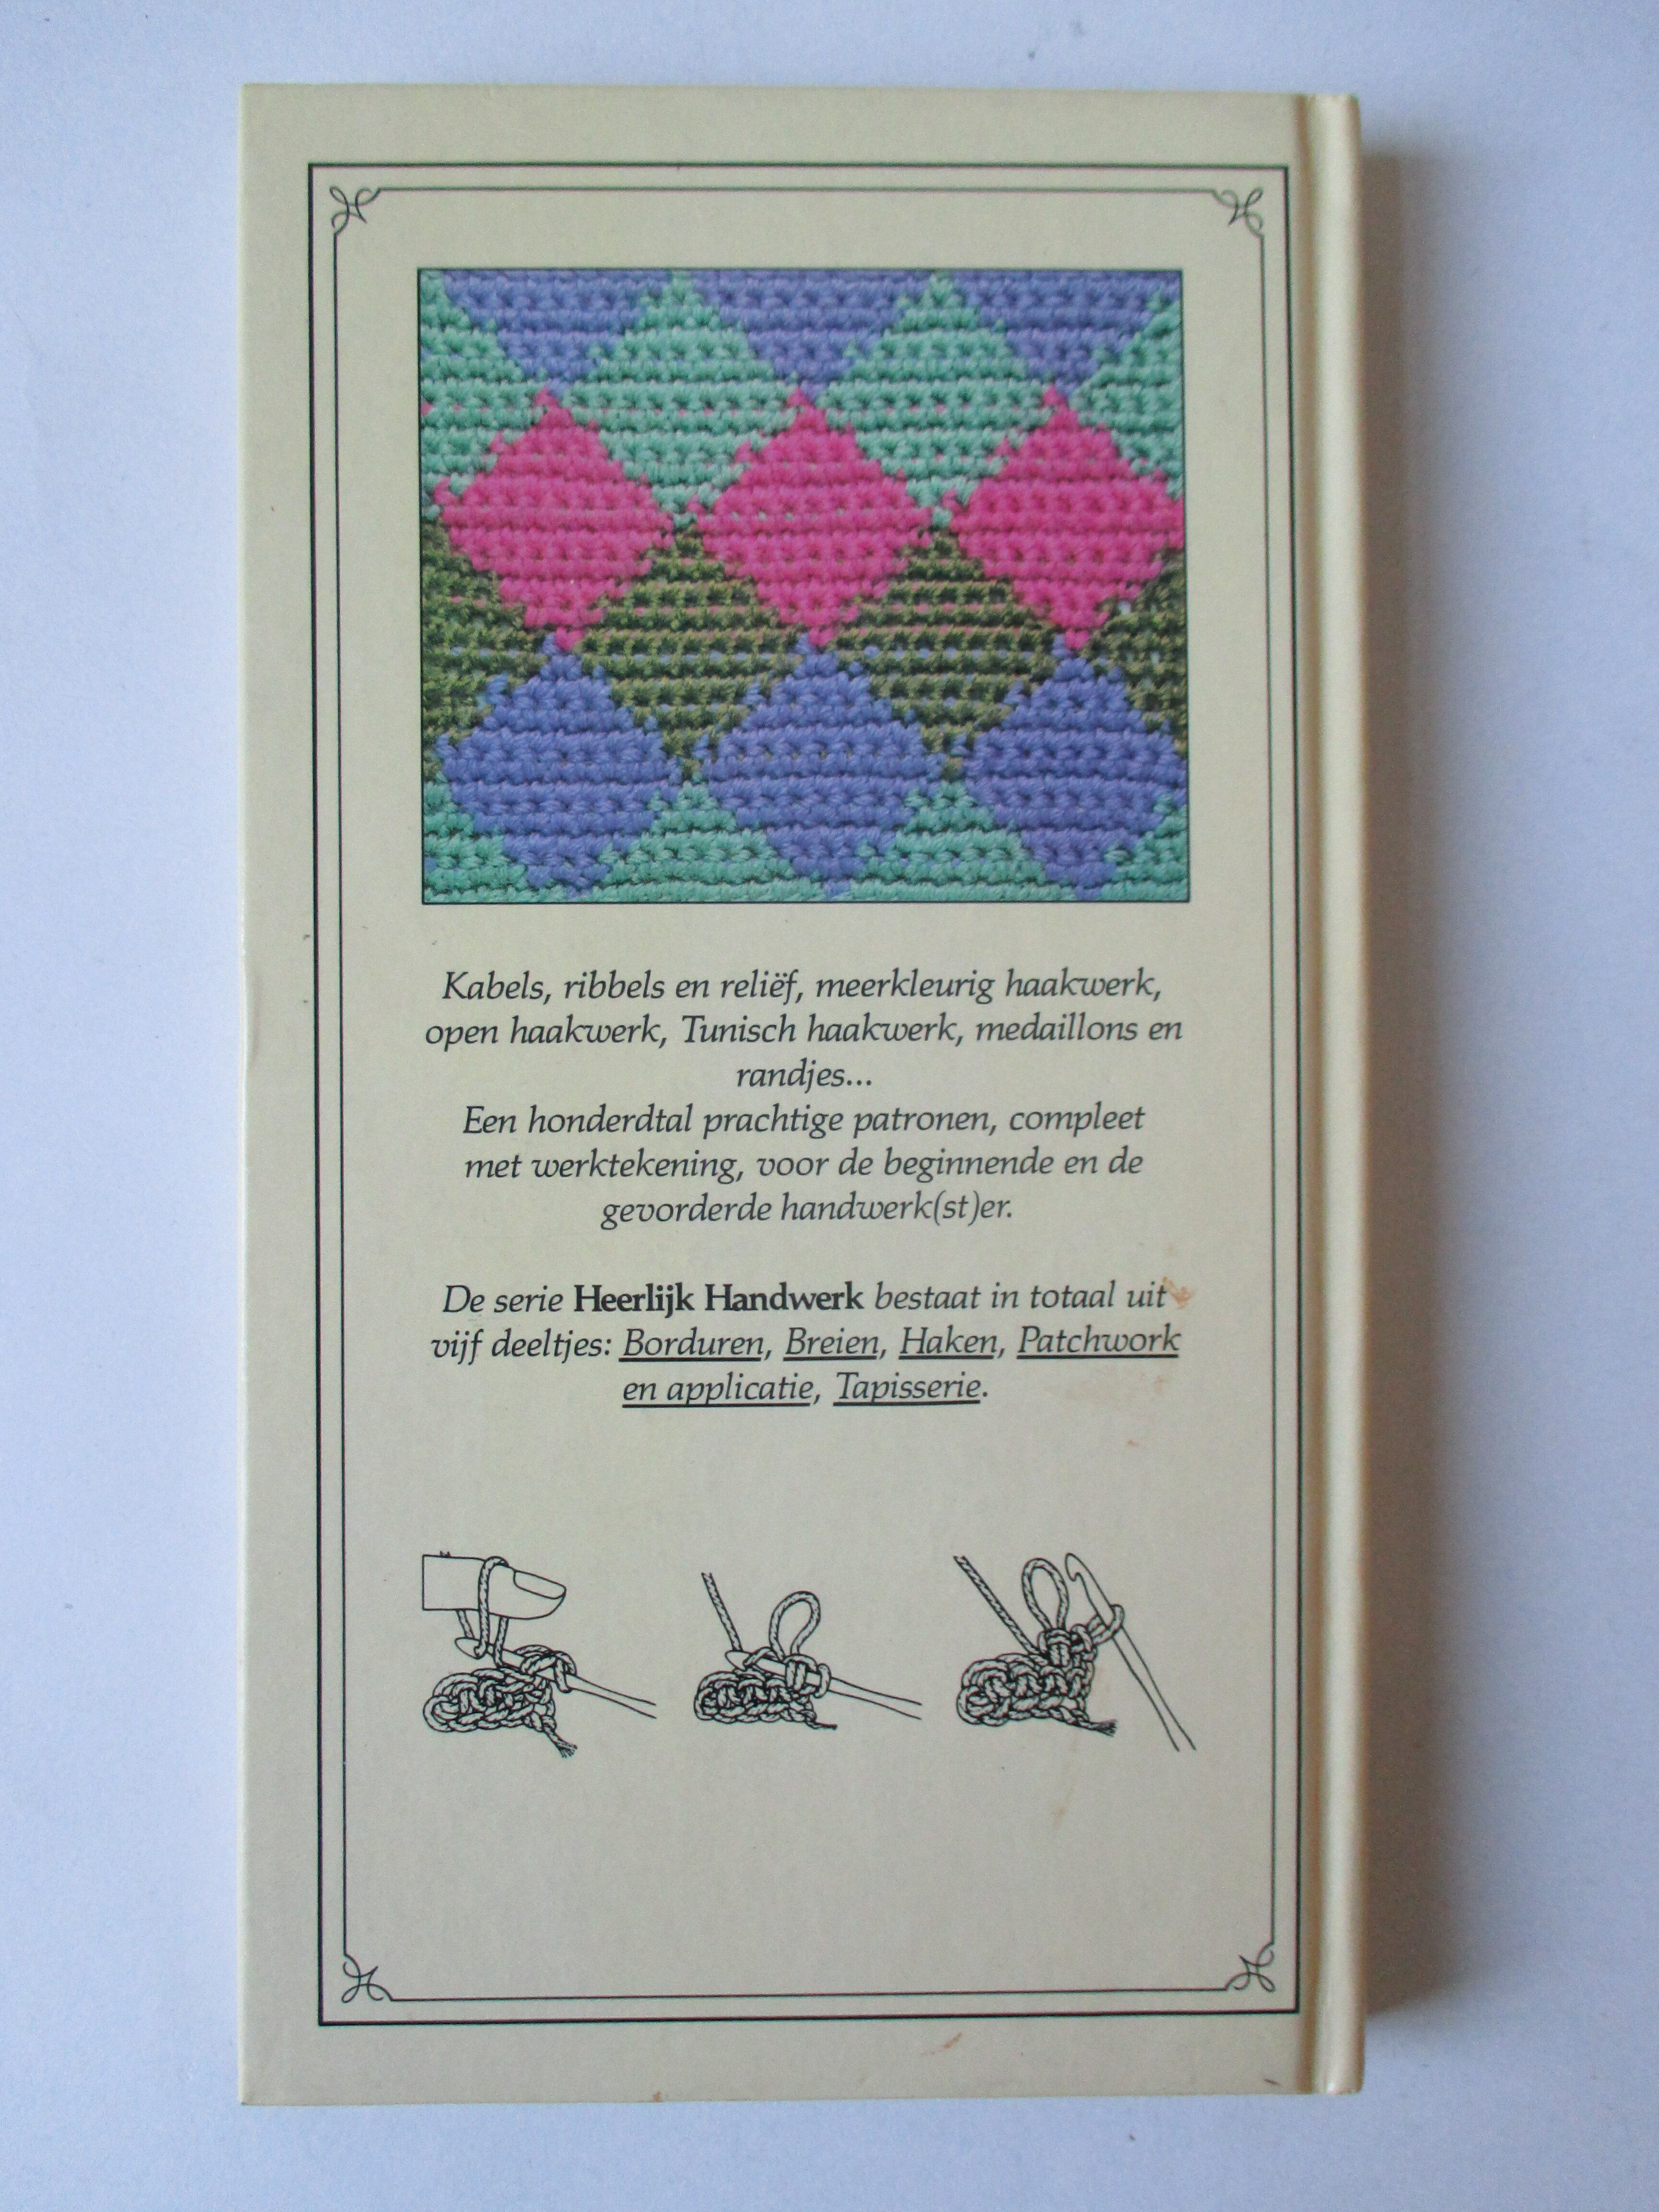 Kabels, ribbels en reliëf, meerkleurig haakwerk,
open haakwerk, Tunisch haakwerk, medaillons en
randjes...
Een honderdtal prachtige patronen, compleet
met werktekening, voor de beginnende en de
gevorderde handwerk(st)er.
De serie Heerlijk Handwerk bestaat in totaal uit
vijf deeltjes: Borduren, Breien, Haken, Patchwork
en applicatie, Tapisserie.